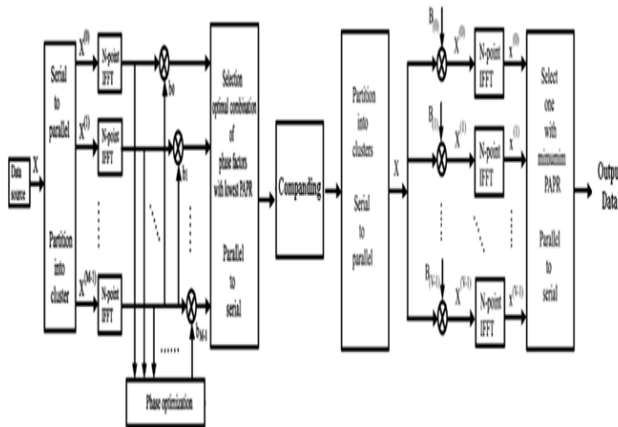 Data
source
X
Serial
to
parallel
Partition
into
cluster
X(0)
X(1)
X(M-1)
N-point
IFFT
N-point
IFFT
N-point
IFFT
b0
b1
bM-1
Phase optimization
Selection
optimal combination
of
phase factors
with lowest PAPR
Parallel
to
serial
Companding
Partition
into
clusters
Serial
to
parallel
X
B(0)
B(1)
B(V-1)
X(0)
X(1)
X(V-1)
N-point
IFFT
N-point
IFFT
N-point
IFFT
x(0)
x(1)
x(V-1)
Select
one
with
minumium
PAPR
Parallel
to
serial
Output
Data